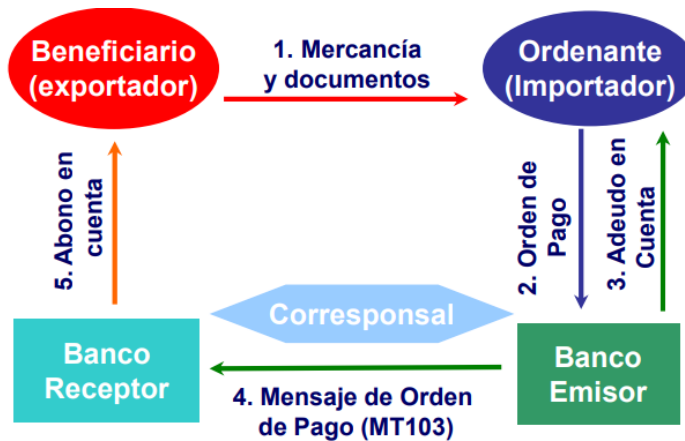 Beneficiario
(exportador)
1. Mercancía
y documentos
Ordenante
(Importador)
5. Abono en
cuenta
2. Orden de
Pago
3. Adeudo en
Cuenta
Corresponsal
Banco
Receptor
Banco
Emisor
4. Mensaje de Orden
de Pago (MT103)